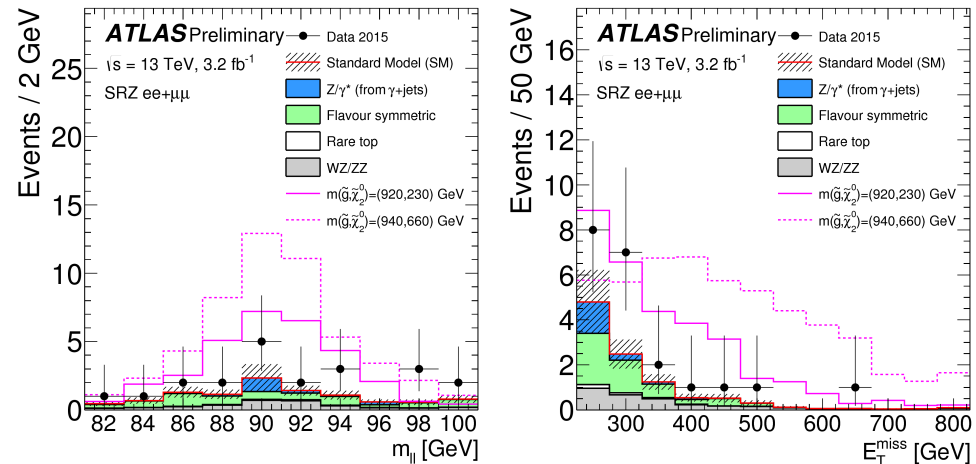 ATLAS Preliminary
√s = 13 TeV, 3.2 fb⁻¹
SRZ ee+μμ
Data 2015
Standard Model (SM)
Z/γ* (from γ+jets)
Flavour symmetric
Rare top
WZ/ZZ
m(g̃,χ̃⁰₂)=(920,230) GeV
m(g̃,χ̃⁰₂)=(940,660) GeV
Events / 2 GeV
25
20
15
10
5
0
82 84 86 88 90 92 94 96 98 100
m_ll [GeV]
ATLAS Preliminary
√s = 13 TeV, 3.2 fb⁻¹
SRZ ee+μμ
Data 2015
Standard Model (SM)
Z/γ* (from γ+jets)
Flavour symmetric
Rare top
WZ/ZZ
m(g̃,χ̃⁰₂)=(920,230) GeV
m(g̃,χ̃⁰₂)=(940,660) GeV
Events / 50 GeV
16
14
12
10
8
6
4
2
0
300 400 500 600 700 800
E_T^miss [GeV]